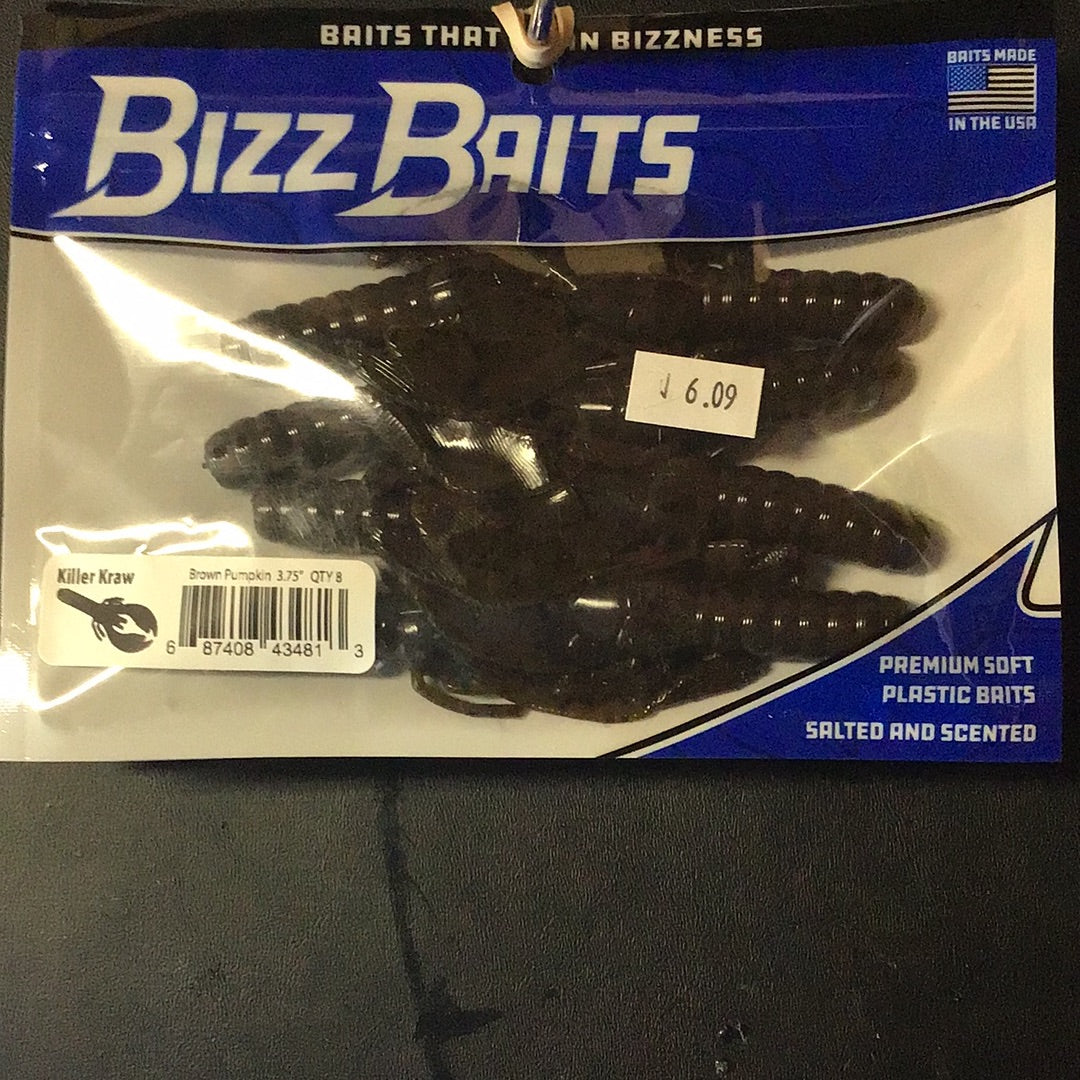 BAITS THAT IN BIZZNESS
BIZZ BAITS
BAITS MADE
IN THE USA
6.09
Killer Kraw
Brown Pumpkin 3.75" QTY 8
6 87408 43481 3
PREMIUM SOFT
PLASTIC BAITS
SALTED AND SCENTED